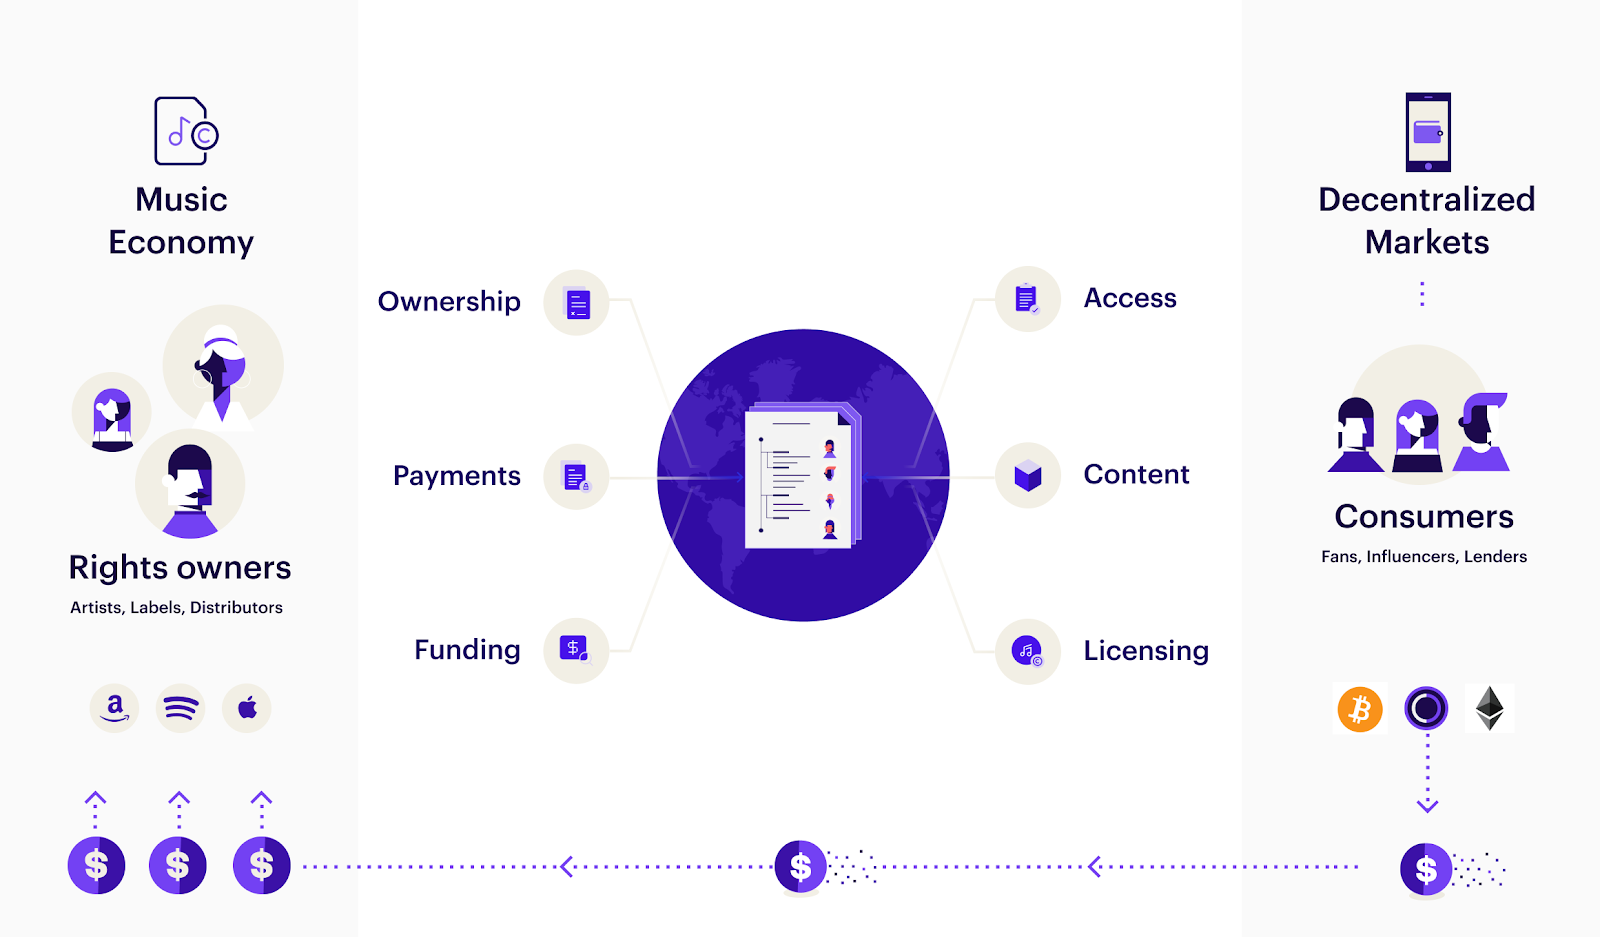 Music
Economy
Rights owners
Artists, Labels, Distributors
Ownership
Payments
Funding
Access
Content
Licensing
Decentralized
Markets
Consumers
Fans, Influencers, Lenders
$ $ $ $ $